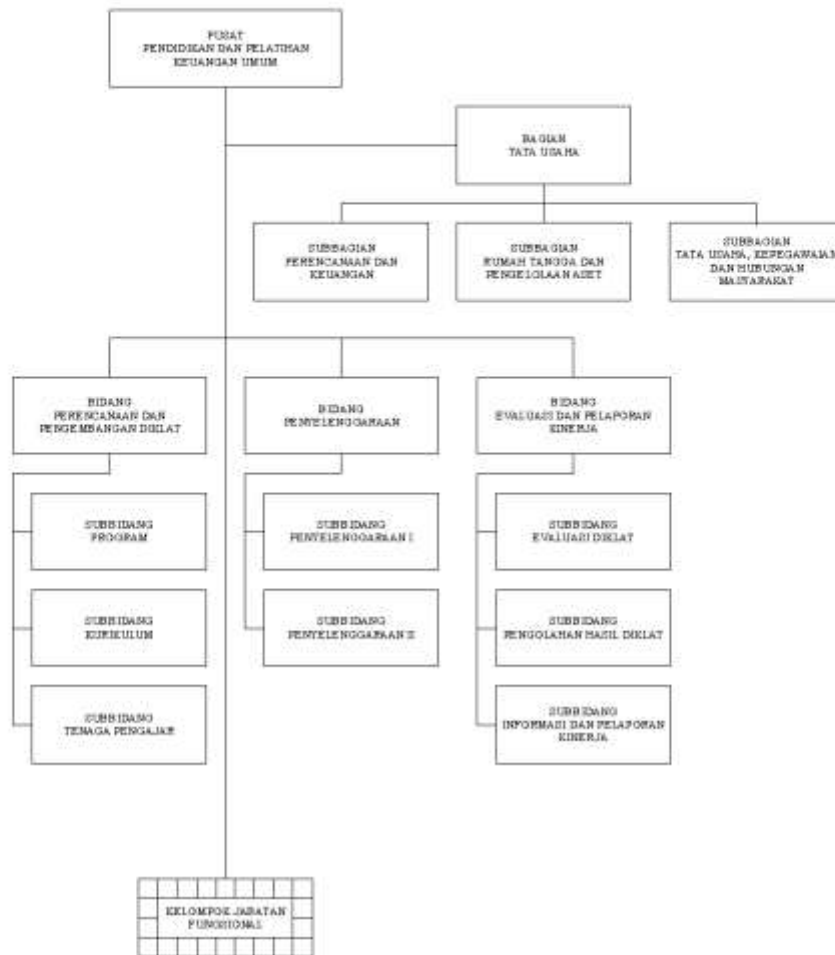 PUSAT
PENDIDIKAN DAN PELATIHAN
KEUANGAN UMUM
BAGIAN
TATA USAHA
SUBBAGIAN
PERENCANAAN DAN
KEUANGAN
SUBBAGIAN
RUMAH TANGGA DAN
PENGELOLAAN ASET
SUBBAGIAN
TATA USAHA, KEPEGAWAIAN
DAN HUBUNGAN
MASYARAKAT
BIDANG
PERENCANAAN DAN
PENGEMBANGAN DIKLAT
BIDANG
PENYELENGGARAAN
BIDANG
EVALUASI DAN PELAPORAN
KINERJA
SUBBIDANG
PROGRAM
SUBBIDANG
PENYELENGGARAAN I
SUBBIDANG
EVALUASI DIKLAT
SUBBIDANG
KURIKULUM
SUBBIDANG
PENYELENGGARAAN II
SUBBIDANG
PENGOLAHAN HASIL DIKLAT
SUBBIDANG
TENAGA PENGAJAR
SUBBIDANG
INFORMASI DAN PELAPORAN
KINERJA
KELOMPOK JABATAN
FUNGSIONAL